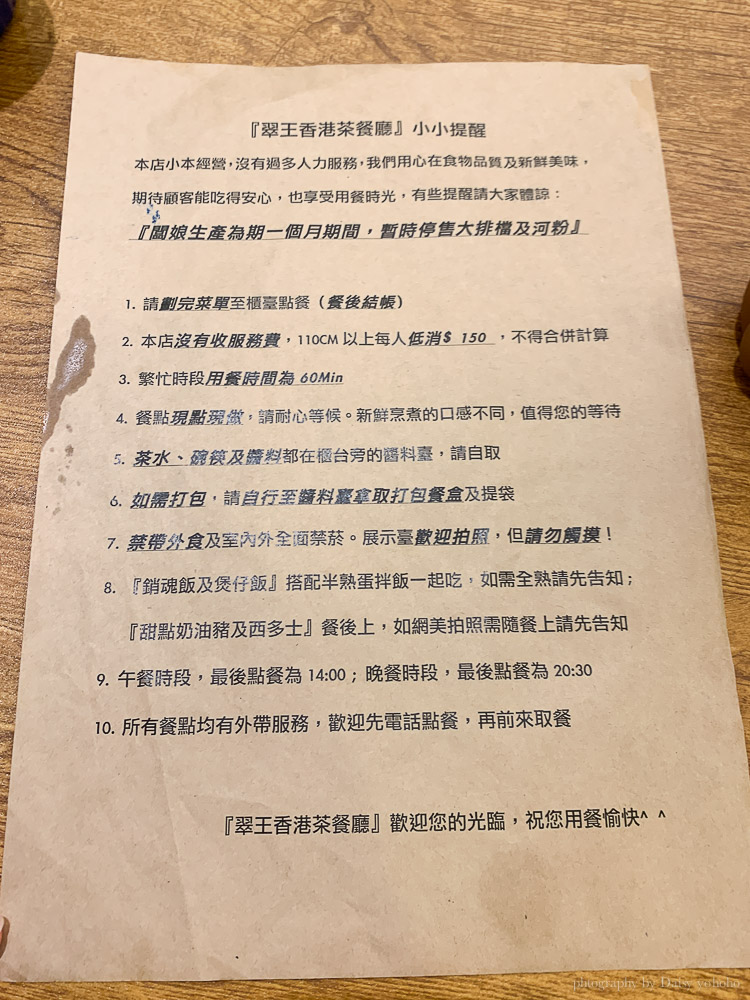 『翠王香港茶餐廳』小小提醒
本店小本經營，沒有過多人力服務，我們用心在食物品質及新鮮美味，
期待顧客能吃得安心，也享受用餐時光，有些提醒請大家體諒：
『闆娘生產為期一個月期間，暫時停售大排檔及河粉』
1. 請劃完菜單至櫃臺點餐（餐後結帳）
2. 本店沒有收服務費，110CM 以上每人低消$ 150 ，不得合併計算
3. 繁忙時段用餐時間為 60Min
4. 餐點現點現做，請耐心等候。新鮮烹煮的口感不同，值得您的等待
5. 茶水、碗筷及醬料都在櫃台旁的醬料臺，請自取
6. 如需打包，請自行至醬料臺拿取打包餐盒及提袋
7. 禁帶外食及室內外全面禁菸。展示臺歡迎拍照，但請勿觸摸！
8. 『銷魂飯及煲仔飯』搭配半熟蛋拌飯一起吃，如需全熟請先告知；
『甜點奶油豬及西多士』餐後上，如網美拍照需隨餐上請先告知
9. 午餐時段，最後點餐為 14:00；晚餐時段，最後點餐為 20:30
10. 所有餐點均有外帶服務，歡迎先電話點餐，再前來取餐
『翠王香港茶餐廳』歡迎您的光臨，祝您用餐愉快^ ^
photography by Daisy yohoho